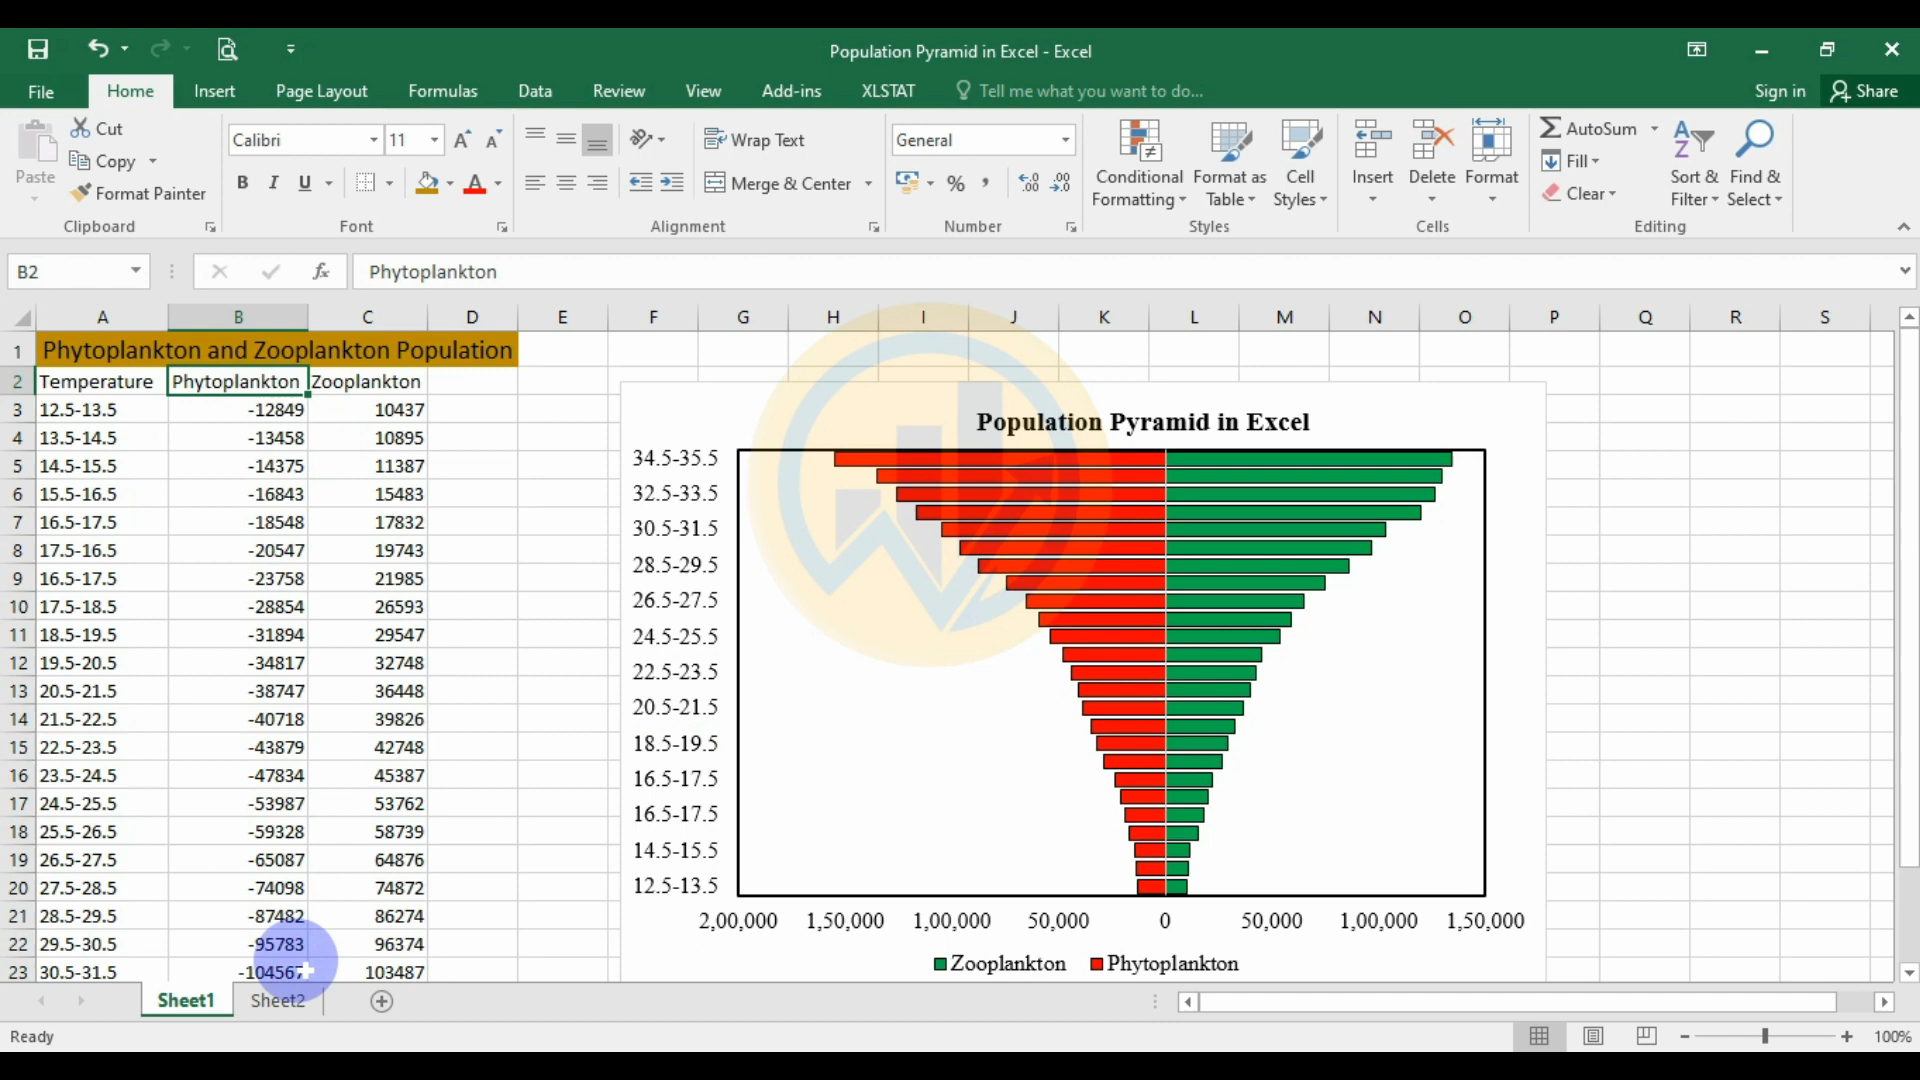 Population Pyramid in Excel - Excel
File Home Insert Page Layout Formulas Data Review View Add-ins XLSTAT Tell me what you want to do... Sign in Share
Paste Cut Copy Format Painter Clipboard
Calibri 11 B I U Font
Wrap Text Merge & Center Alignment
General % Number
Conditional Formatting Format as Table Cell Styles Styles
Insert Delete Format Cells
AutoSum Fill Clear Sort & Filter Find & Select Editing
B2 fx Phytoplankton
A B C D E F G H I J K L M N O P Q R S
1 Phytoplankton and Zooplankton Population
2 Temperature Phytoplankton Zooplankton
3 12.5-13.5 -12849 10437
4 13.5-14.5 -13458 10895
5 14.5-15.5 -14375 11387
6 15.5-16.5 -16843 15483
7 16.5-17.5 -18548 17832
8 17.5-16.5 -20547 19743
9 16.5-17.5 -23758 21985
10 17.5-18.5 -28854 26593
11 18.5-19.5 -31894 29547
12 19.5-20.5 -34817 32748
13 20.5-21.5 -38747 36448
14 21.5-22.5 -40718 39826
15 22.5-23.5 -43879 42748
16 23.5-24.5 -47834 45387
17 24.5-25.5 -53987 53762
18 25.5-26.5 -59328 58739
19 26.5-27.5 -65087 64876
20 27.5-28.5 -74098 74872
21 28.5-29.5 -87482 86274
22 29.5-30.5 -95783 96374
23 30.5-31.5 -104567 103487
Population Pyramid in Excel
34.5-35.5
32.5-33.5
30.5-31.5
28.5-29.5
26.5-27.5
24.5-25.5
22.5-23.5
20.5-21.5
18.5-19.5
16.5-17.5
16.5-17.5
14.5-15.5
12.5-13.5
2,00,000 1,50,000 1,00,000 50,000 0 50,000 1,00,000 1,50,000
Zooplankton Phytoplankton
Sheet1 Sheet2
Ready 100%